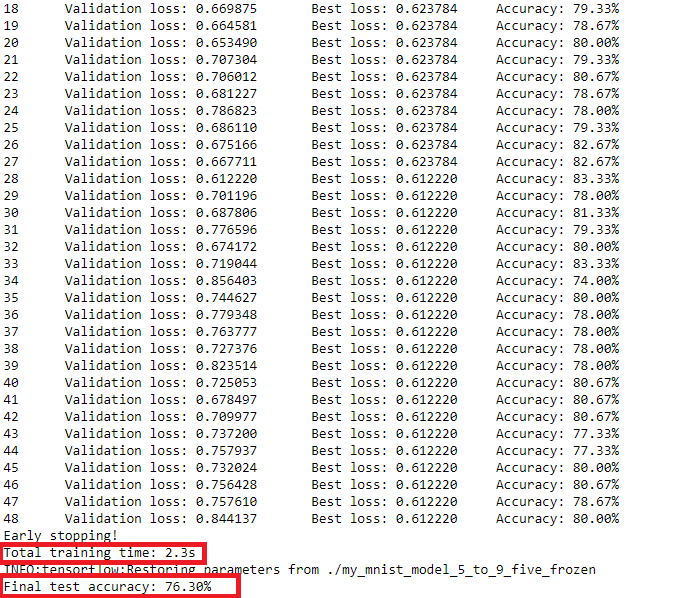 18 Validation loss: 0.669875 Best loss: 0.623784 Accuracy: 79.33%
19 Validation loss: 0.664581 Best loss: 0.623784 Accuracy: 78.67%
20 Validation loss: 0.653490 Best loss: 0.623784 Accuracy: 80.00%
21 Validation loss: 0.707304 Best loss: 0.623784 Accuracy: 79.33%
22 Validation loss: 0.706012 Best loss: 0.623784 Accuracy: 80.67%
23 Validation loss: 0.681227 Best loss: 0.623784 Accuracy: 78.67%
24 Validation loss: 0.786823 Best loss: 0.623784 Accuracy: 78.00%
25 Validation loss: 0.686110 Best loss: 0.623784 Accuracy: 79.33%
26 Validation loss: 0.675166 Best loss: 0.623784 Accuracy: 82.67%
27 Validation loss: 0.667711 Best loss: 0.623784 Accuracy: 82.67%
28 Validation loss: 0.612220 Best loss: 0.612220 Accuracy: 83.33%
29 Validation loss: 0.701196 Best loss: 0.612220 Accuracy: 78.00%
30 Validation loss: 0.687806 Best loss: 0.612220 Accuracy: 81.33%
31 Validation loss: 0.776596 Best loss: 0.612220 Accuracy: 79.33%
32 Validation loss: 0.674172 Best loss: 0.612220 Accuracy: 80.00%
33 Validation loss: 0.719044 Best loss: 0.612220 Accuracy: 83.33%
34 Validation loss: 0.856403 Best loss: 0.612220 Accuracy: 74.00%
35 Validation loss: 0.744627 Best loss: 0.612220 Accuracy: 80.00%
36 Validation loss: 0.779348 Best loss: 0.612220 Accuracy: 78.00%
37 Validation loss: 0.763777 Best loss: 0.612220 Accuracy: 78.00%
38 Validation loss: 0.727376 Best loss: 0.612220 Accuracy: 78.00%
39 Validation loss: 0.823514 Best loss: 0.612220 Accuracy: 78.00%
40 Validation loss: 0.725053 Best loss: 0.612220 Accuracy: 80.67%
41 Validation loss: 0.678497 Best loss: 0.612220 Accuracy: 80.67%
42 Validation loss: 0.709977 Best loss: 0.612220 Accuracy: 80.67%
43 Validation loss: 0.737200 Best loss: 0.612220 Accuracy: 77.33%
44 Validation loss: 0.757937 Best loss: 0.612220 Accuracy: 77.33%
45 Validation loss: 0.732024 Best loss: 0.612220 Accuracy: 80.00%
46 Validation loss: 0.756428 Best loss: 0.612220 Accuracy: 80.67%
47 Validation loss: 0.757610 Best loss: 0.612220 Accuracy: 78.67%
48 Validation loss: 0.844137 Best loss: 0.612220 Accuracy: 80.00%
Early stopping!
Total training time: 2.3s
INFO:tensorflow:Restoring parameters from ./my_mnist_model_5_to_9_five_frozen
Final test accuracy: 76.30%